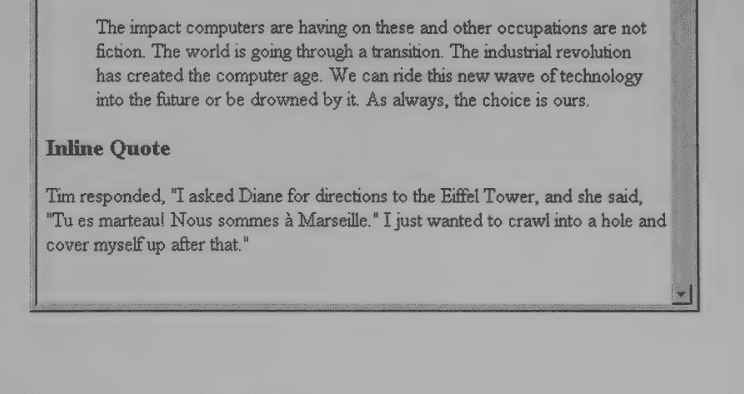 The impact computers are having on these and other occupations are not
fiction. The world is going through a transition. The industrial revolution
has created the computer age. We can ride this new wave of technology
into the future or be drowned by it. As always, the choice is ours.
Inline Quote
Tim responded, "I asked Diane for directions to the Eiffel Tower, and she said,
"Tu es marteau! Nous sommes à Marseille." I just wanted to crawl into a hole and
cover myself up after that."